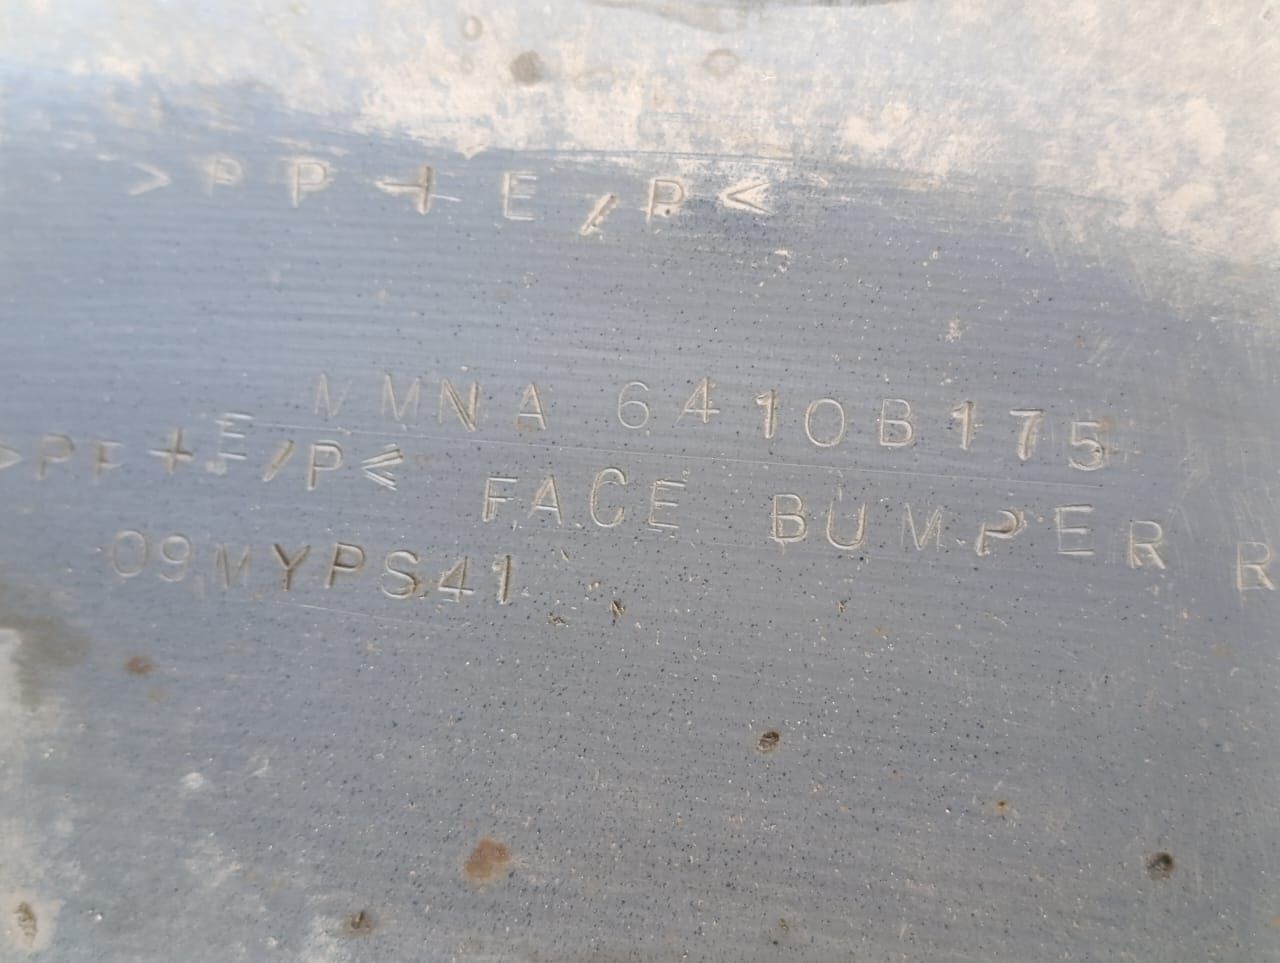 >PP+E/P<
MMNA 6410B175
>PP+E/P<
FACE BUMPER R
09MYPS41